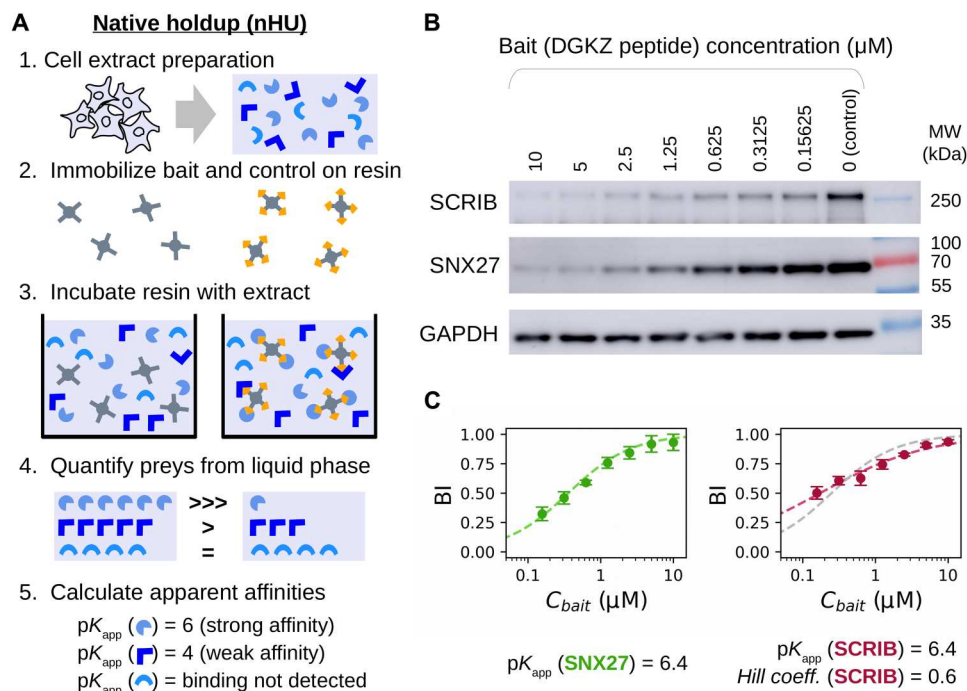 A
Native holdup (nHU)
1. Cell extract preparation
2. Immobilize bait and control on resin
3. Incubate resin with extract
4. Quantify preys from liquid phase
>>>
>
=
5. Calculate apparent affinities
pKapp ( ) = 6 (strong affinity)
pKapp ( ) = 4 (weak affinity)
pKapp ( ) = binding not detected
B
Bait (DGKZ peptide) concentration (µM)
10 5 2.5 1.25 0.625 0.3125 0.15625 0 (control)
MW
(kDa)
SCRIB
250
SNX27
100
70
55
GAPDH
35
C
BI
1.00
0.75
0.50
0.25
0.00
0.1 1 10
Cbait (µM)
pKapp (SNX27) = 6.4
BI
1.00
0.75
0.50
0.25
0.00
0.1 1 10
Cbait (µM)
pKapp (SCRIB) = 6.4
Hill coeff. (SCRIB) = 0.6